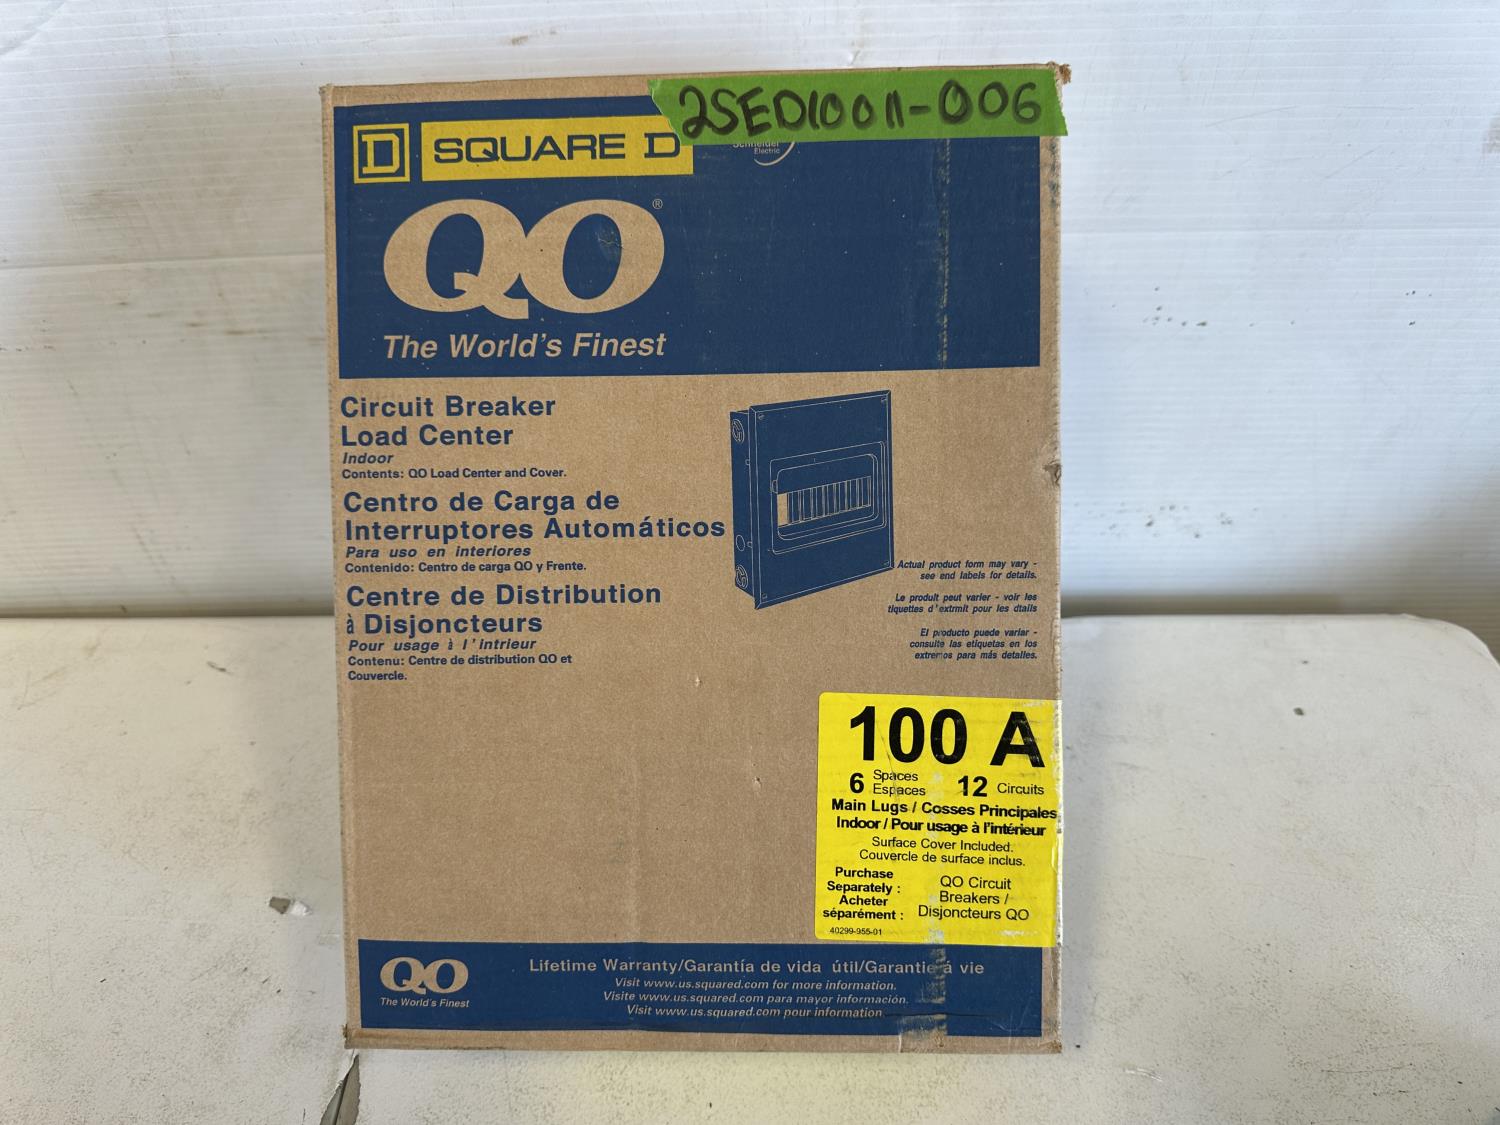 2SED10011-006
D SQUARE D
Schneider
Electric
QO®
The World's Finest
Circuit Breaker
Load Center
Indoor
Contents: QO Load Center and Cover.
Centro de Carga de
Interruptores Automáticos
Para uso en interiores
Contenido: Centro de carga QO y Frente.
Centre de Distribution
à Disjoncteurs
Pour usage à l'intrieur
Contenu: Centre de distribution QO et
Couvercle.
Actual product form may vary -
see end labels for details.
Le produit peut varier - voir les
tiquettes d'extrmit pour les dtails
El producto puede variar -
consulte las etiquetas en los
extremos para más detalles.
100 A
6 Spaces Espaces 12 Circuits
Main Lugs / Cosses Principales
Indoor / Pour usage à l'intérieur
Surface Cover Included.
Couvercle de surface inclus.
Purchase
Separately :
Acheter
séparément :
QO Circuit
Breakers /
Disjoncteurs QO
40299-955-01
QO
The World's Finest
Lifetime Warranty/Garantía de vida útil/Garantie à vie
Visit www.us.squared.com for more information.
Visite www.us.squared.com para mayor información.
Visit www.us.squared.com pour information